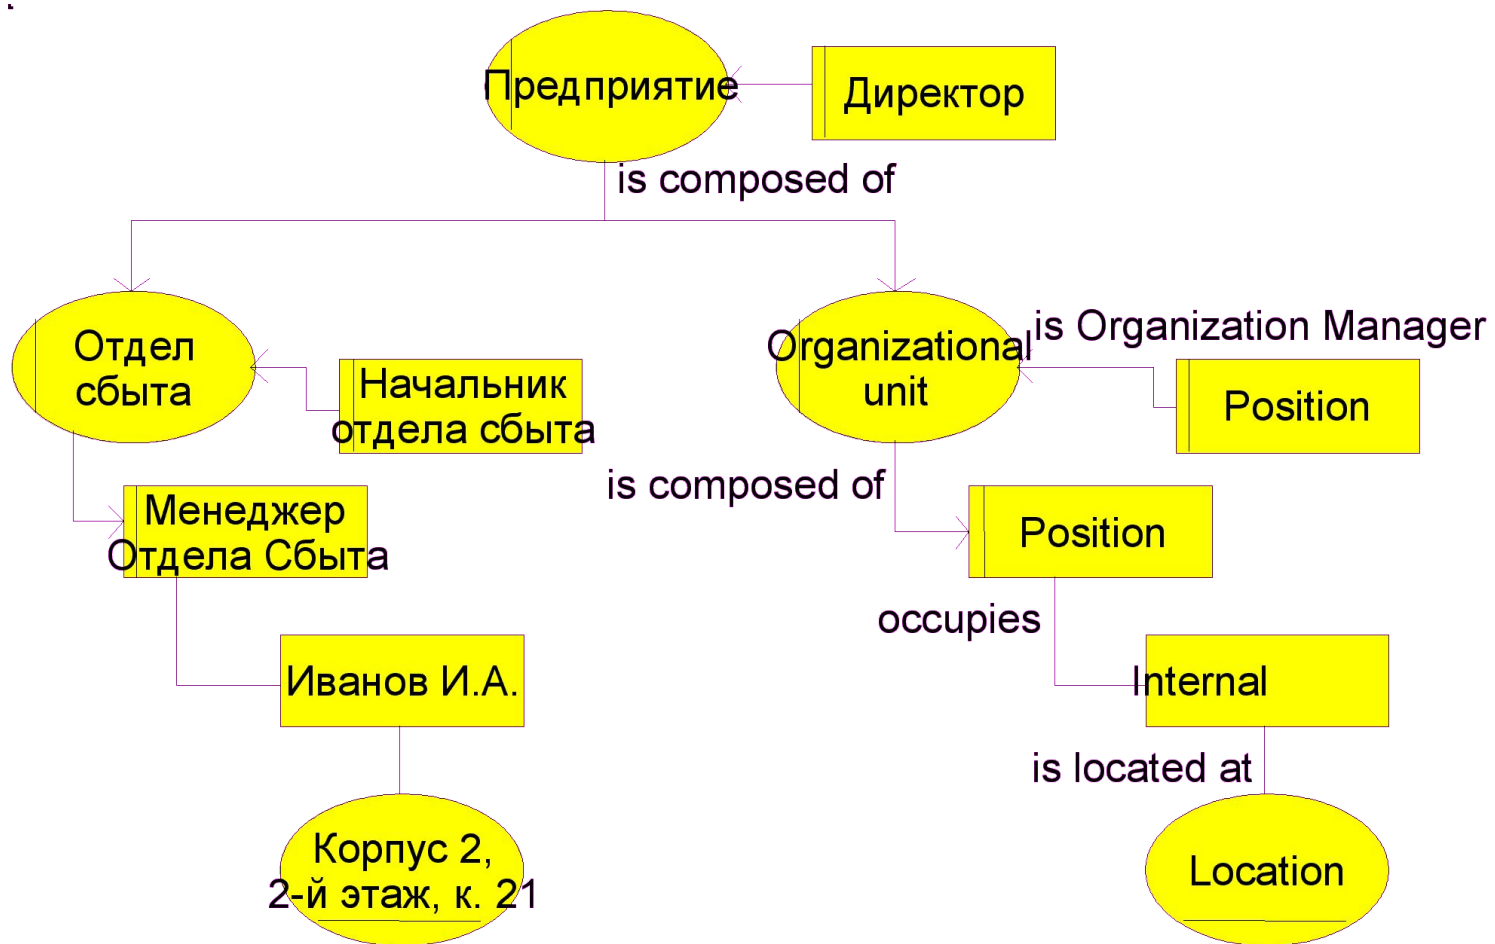 Предприятие
Директор
is composed of
Отдел
сбыта
Начальник
отдела сбыта
Organizational
unit
is Organization Manager
Position
Менеджер
Отдела Сбыта
is composed of
Position
occupies
Иванов И.А.
Internal
is located at
Корпус 2,
2-й этаж, к. 21
Location